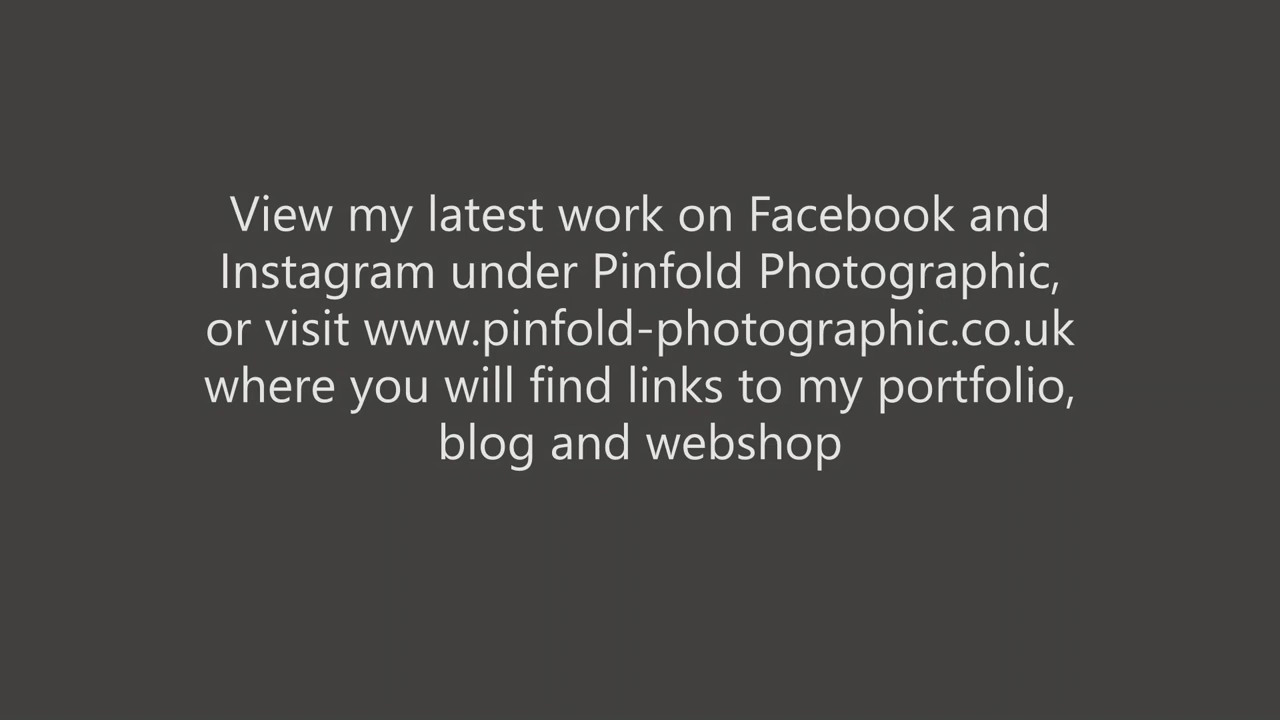 View my latest work on Facebook and
Instagram under Pinfold Photographic,
or visit www.pinfold-photographic.co.uk
where you will find links to my portfolio,
blog and webshop